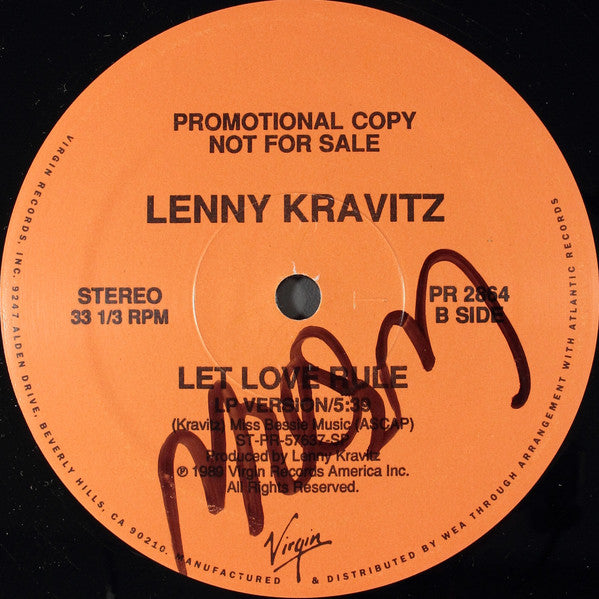 PROMOTIONAL COPY
NOT FOR SALE
LENNY KRAVITZ
STEREO
33 1/3 RPM
PR 2864
B SIDE
LET LOVE RULE
LP VERSION/5:39
(Kravitz) Miss Bessie Music (ASCAP)
ST-PR-57637-SP
Produced by Lenny Kravitz
℗ 1989 Virgin Records America Inc.
All Rights Reserved.
Virgin
VIRGIN RECORDS, INC. 9247 ALDEN DRIVE, BEVERLY HILLS, CA 90210. MANUFACTURED & DISTRIBUTED BY WEA THROUGH ARRANGEMENT WITH ATLANTIC RECORDS